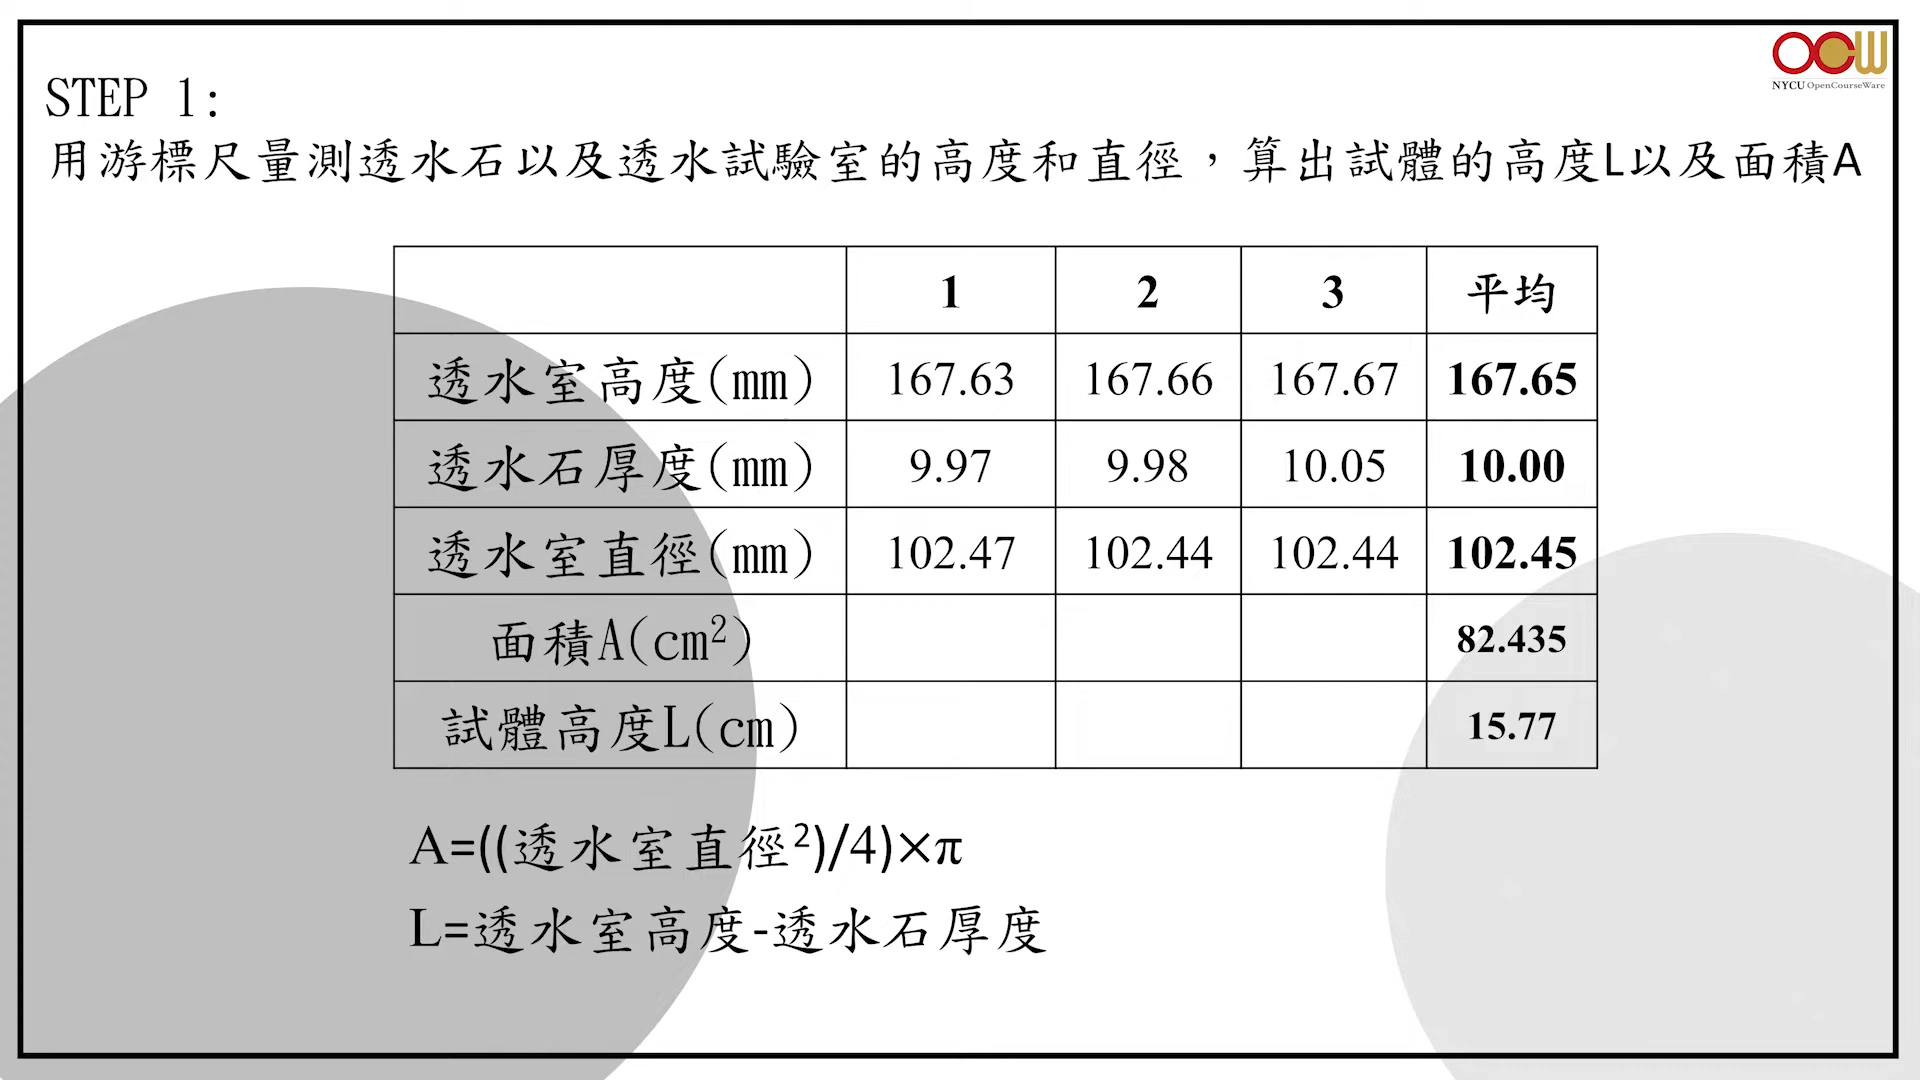 OCW
NYCU OpenCourseWare
STEP 1:
用游標尺量測透水石以及透水試驗室的高度和直徑，算出試體的高度L以及面積A
1 2 3 平均
透水室高度(mm) 167.63 167.66 167.67 167.65
透水石厚度(mm) 9.97 9.98 10.05 10.00
透水室直徑(mm) 102.47 102.44 102.44 102.45
面積A(cm²) 82.435
試體高度L(cm) 15.77
A=((透水室直徑²)/4)×π
L=透水室高度-透水石厚度